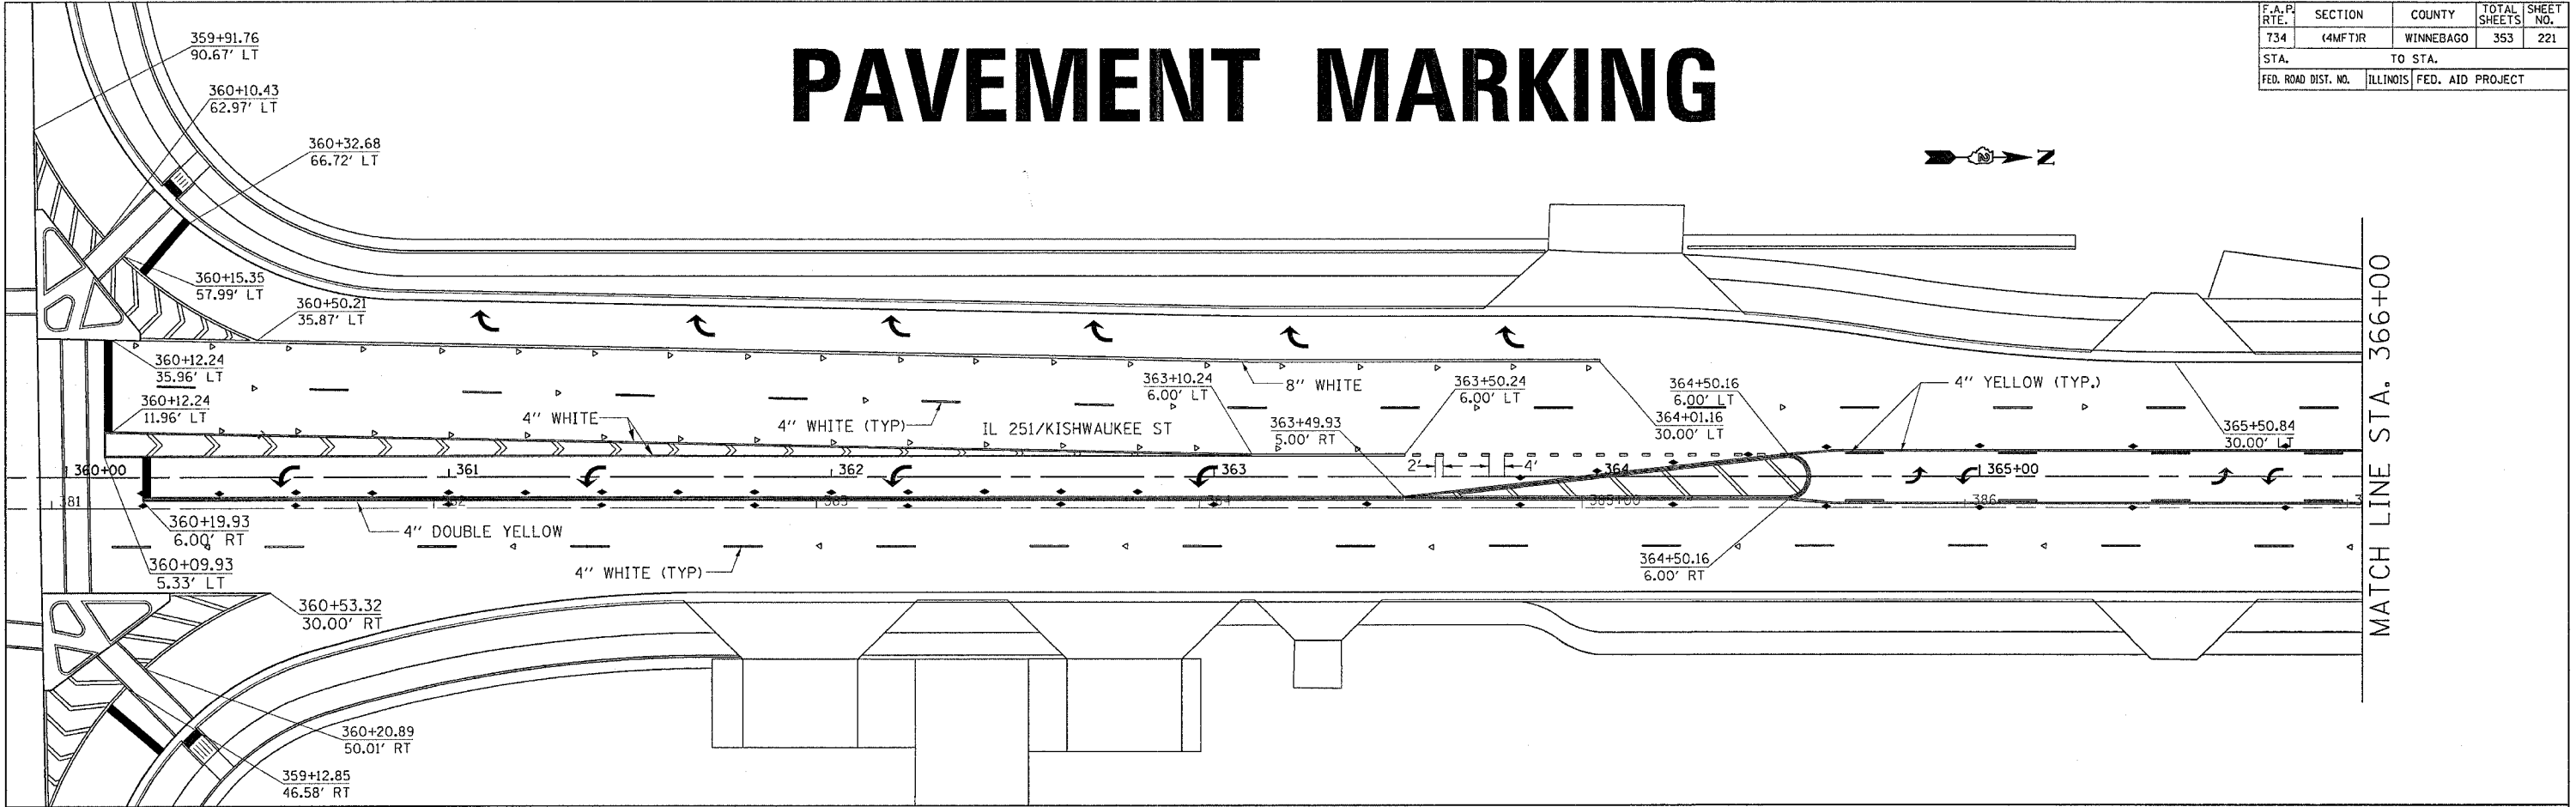 PAVEMENT MARKING
F.A.P. RTE. SECTION COUNTY TOTAL SHEETS SHEET NO.
734 (4MFT)R WINNEBAGO 353 221
STA. TO STA.
FED. ROAD DIST. NO. ILLINOIS FED. AID PROJECT
N
359+91.76
90.67' LT
360+10.43
62.97' LT
360+32.68
66.72' LT
360+15.35
57.99' LT
360+50.21
35.87' LT
360+12.24
35.96' LT
360+12.24
11.96' LT
4" WHITE
4" WHITE (TYP)
IL 251/KISHWAUKEE ST
363+10.24
6.00' LT
8" WHITE
363+49.93
5.00' RT
363+50.24
6.00' LT
364+01.16
30.00' LT
364+50.16
6.00' LT
4" YELLOW (TYP.)
365+50.84
30.00' LT
MATCH LINE STA. 366+00
2' 4'
360+00 361 362 363 364 365+00
381 382 383 384 385+00 386
360+19.93
6.00' RT
4" DOUBLE YELLOW
360+09.93
5.33' LT
4" WHITE (TYP)
364+50.16
6.00' RT
360+53.32
30.00' RT
360+20.89
50.01' RT
359+12.85
46.58' RT